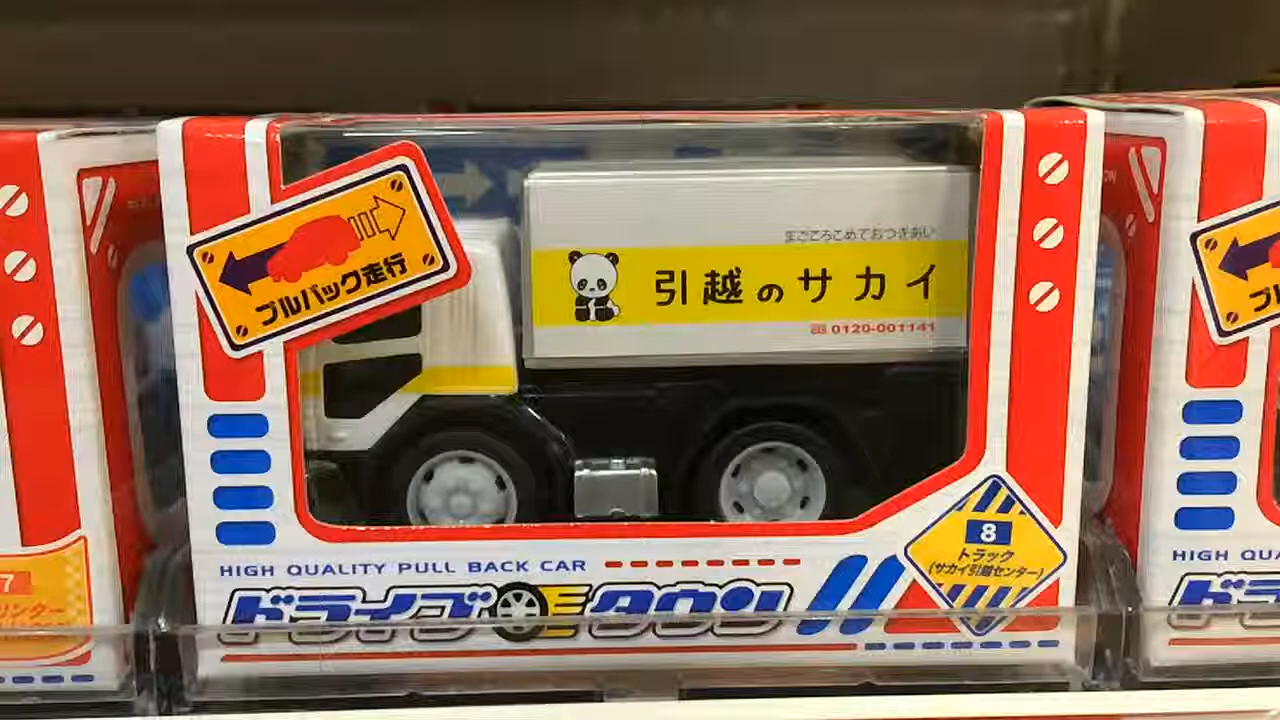 プルバック走行
まごころこめておつきあい
引越のサカイ
0120-001141
8
トラック
(サカイ引越センター)
HIGH QUALITY PULL BACK CAR
ドライブタウン
7
HIGH QUA